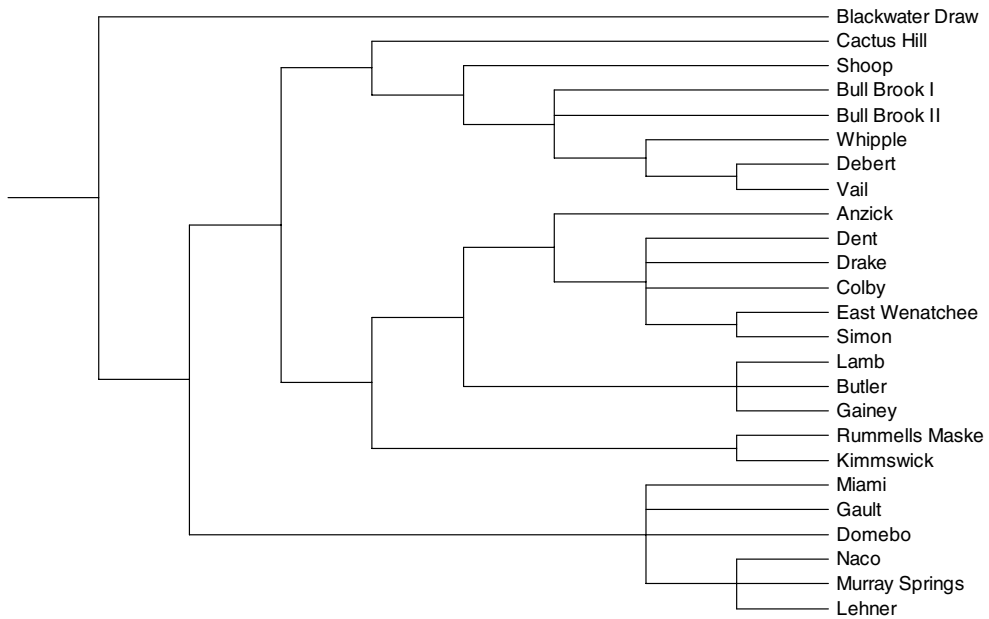 Blackwater Draw
Cactus Hill
Shoop
Bull Brook I
Bull Brook II
Whipple
Debert
Vail
Anzick
Dent
Drake
Colby
East Wenatchee
Simon
Lamb
Butler
Gainey
Rummells Maske
Kimmswick
Miami
Gault
Domebo
Naco
Murray Springs
Lehner